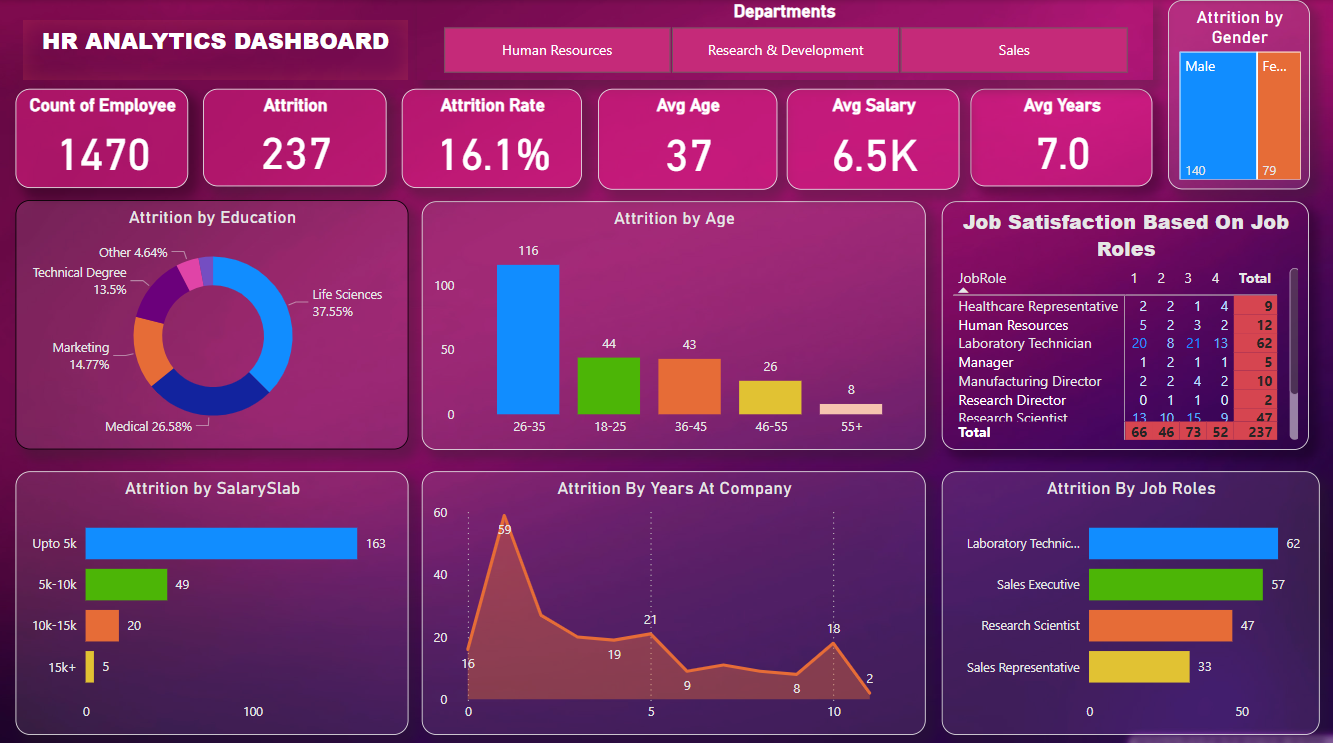 Departments
HR ANALYTICS DASHBOARD
Human Resources
Research & Development
Sales
Attrition by
Gender
Male
Fe...
140
79
Count of Employee
1470
Attrition
237
Attrition Rate
16.1%
Avg Age
37
Avg Salary
6.5K
Avg Years
7.0
Attrition by Education
Other 4.64%
Technical Degree
13.5%
Life Sciences
37.55%
Marketing
14.77%
Medical 26.58%
Attrition by Age
116
100
44
43
50
26
8
0
26-35
18-25
36-45
46-55
55+
Job Satisfaction Based On Job
Roles
JobRole 1 2 3 4 Total
Healthcare Representative 2 2 1 4 9
Human Resources 5 2 3 2 12
Laboratory Technician 20 8 21 13 62
Manager 1 2 1 1 5
Manufacturing Director 2 2 4 2 10
Research Director 0 1 1 0 2
Research Scientist 13 10 15 9 47
Total 66 46 73 52 237
Attrition by SalarySlab
Upto 5k 163
5k-10k 49
10k-15k 20
15k+ 5
0 100
Attrition By Years At Company
60
59
40
21
20
18
16
19
9
8
2
0
0 5 10
Attrition By Job Roles
Laboratory Technic... 62
Sales Executive 57
Research Scientist 47
Sales Representative 33
0 50